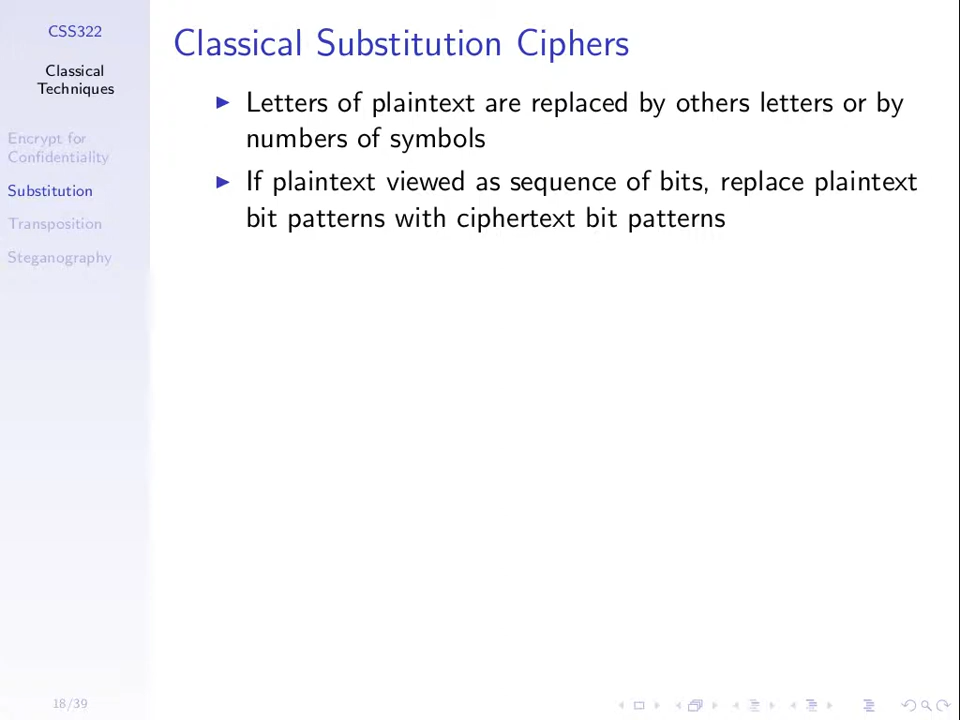 CSS322
Classical
Techniques
Encrypt for
Confidentiality
Substitution
Transposition
Steganography
18/39
Classical Substitution Ciphers
Letters of plaintext are replaced by others letters or by
numbers of symbols
If plaintext viewed as sequence of bits, replace plaintext
bit patterns with ciphertext bit patterns